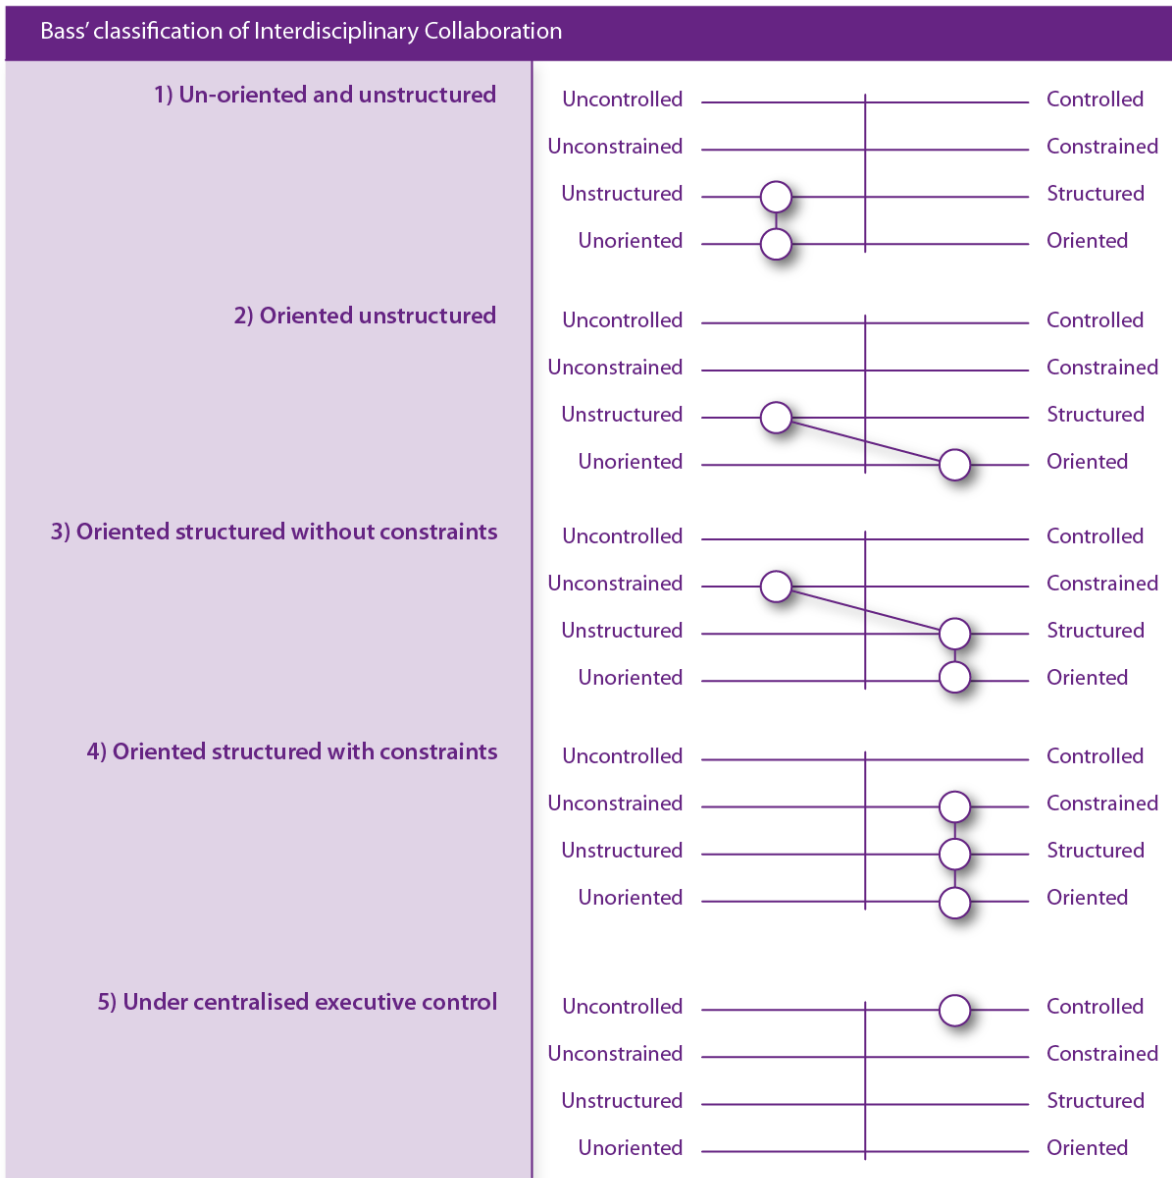 Bass’ classification of Interdisciplinary Collaboration
1) Un-oriented and unstructured
Uncontrolled Controlled
Unconstrained Constrained
Unstructured Structured
Unoriented Oriented
2) Oriented unstructured
Uncontrolled Controlled
Unconstrained Constrained
Unstructured Structured
Unoriented Oriented
3) Oriented structured without constraints
Uncontrolled Controlled
Unconstrained Constrained
Unstructured Structured
Unoriented Oriented
4) Oriented structured with constraints
Uncontrolled Controlled
Unconstrained Constrained
Unstructured Structured
Unoriented Oriented
5) Under centralised executive control
Uncontrolled Controlled
Unconstrained Constrained
Unstructured Structured
Unoriented Oriented